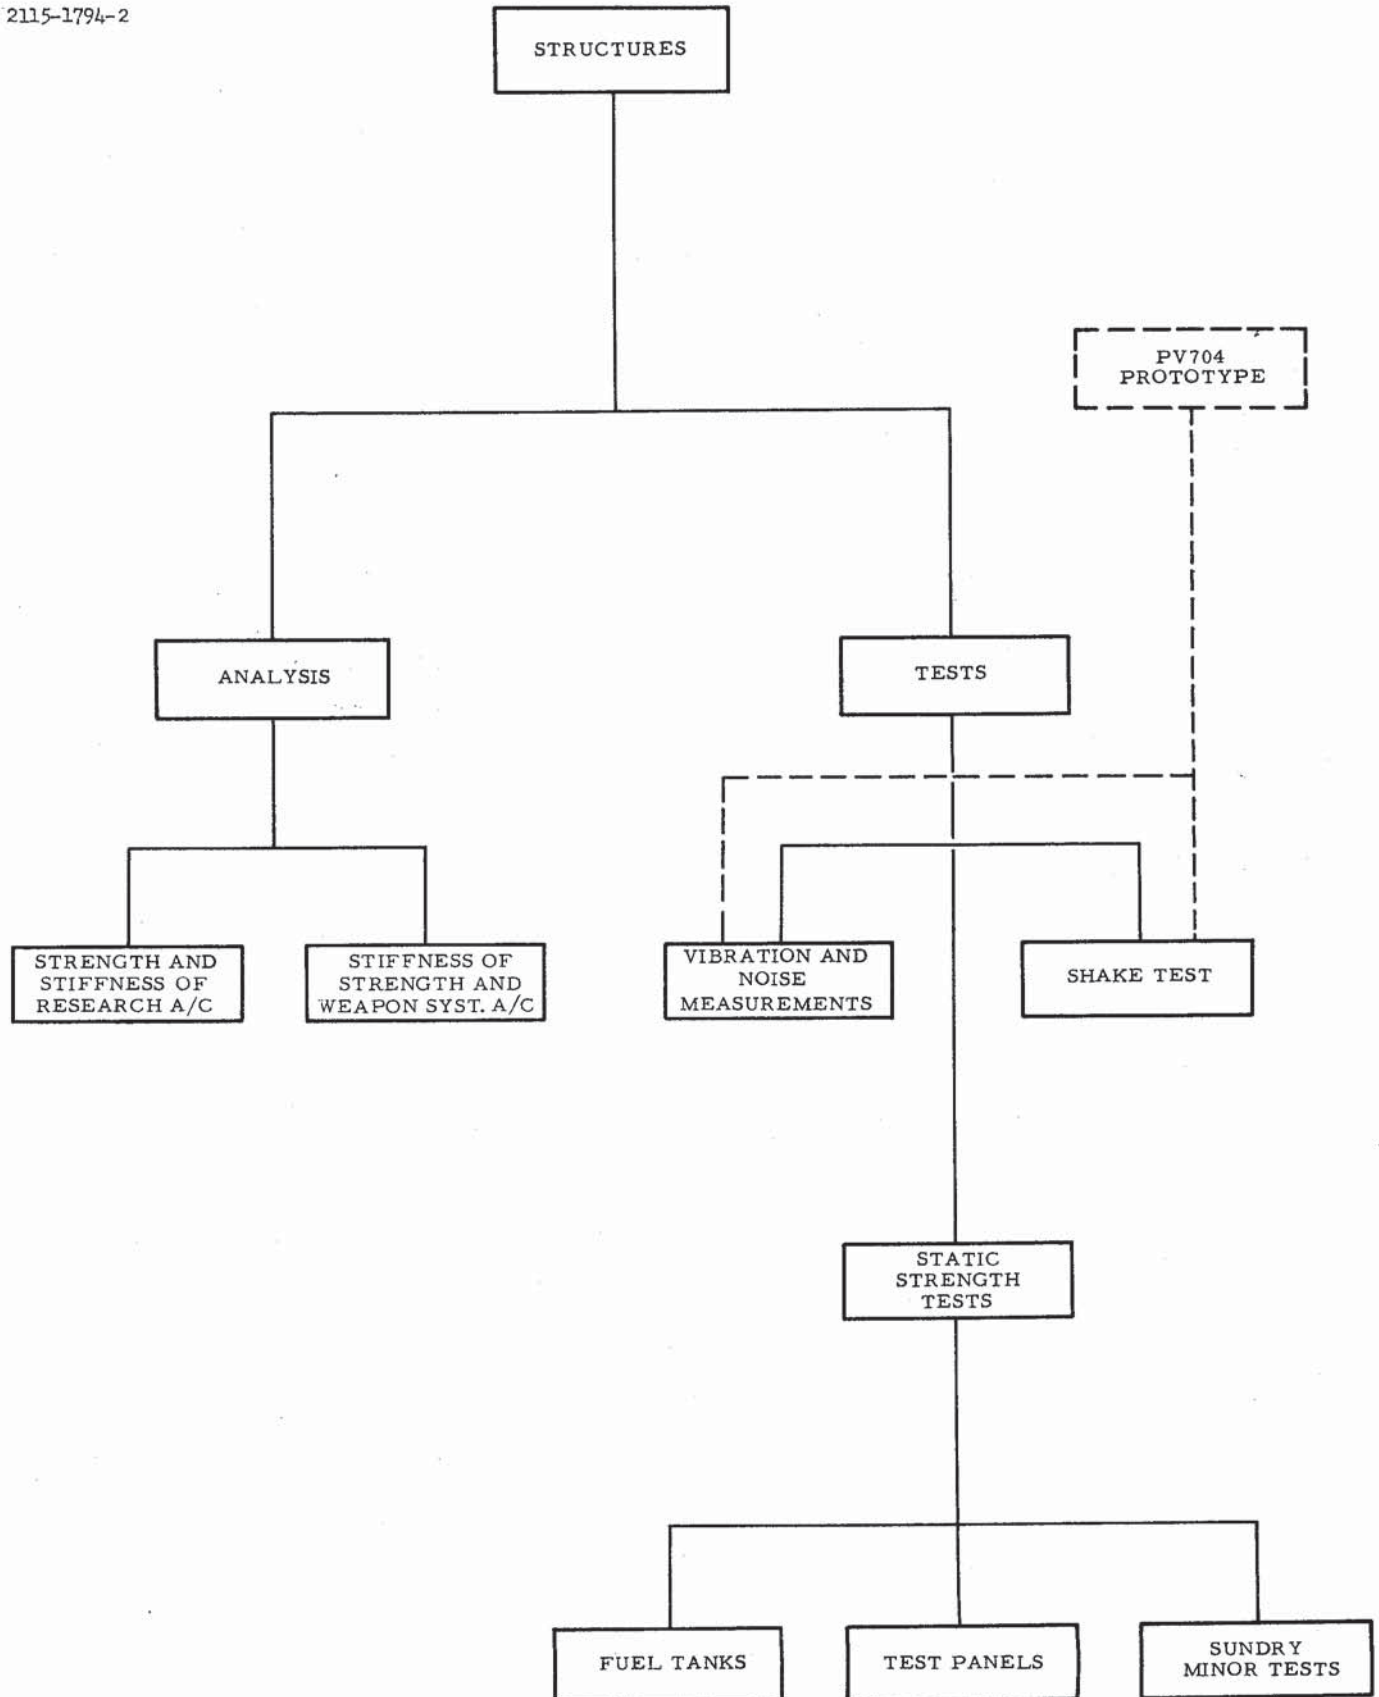 2115-1794-2
STRUCTURES
PV704
PROTOTYPE
ANALYSIS
TESTS
STRENGTH AND
STIFFNESS OF
RESEARCH A/C
STIFFNESS OF
STRENGTH AND
WEAPON SYST. A/C
VIBRATION AND
NOISE
MEASUREMENTS
SHAKE TEST
STATIC
STRENGTH
TESTS
FUEL TANKS
TEST PANELS
SUNDRY
MINOR TESTS